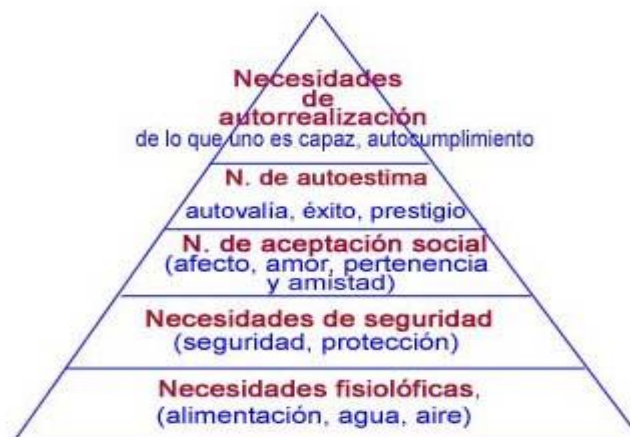 Necesidades
de
autorrealización
de lo que uno es capaz, autocumplimiento
N. de autoestima
autovalía, éxito, prestigio
N. de aceptación social
(afecto, amor, pertenencia
y amistad)
Necesidades de seguridad
(seguridad, protección)
Necesidades fisiolóficas,
(alimentación, agua, aire)